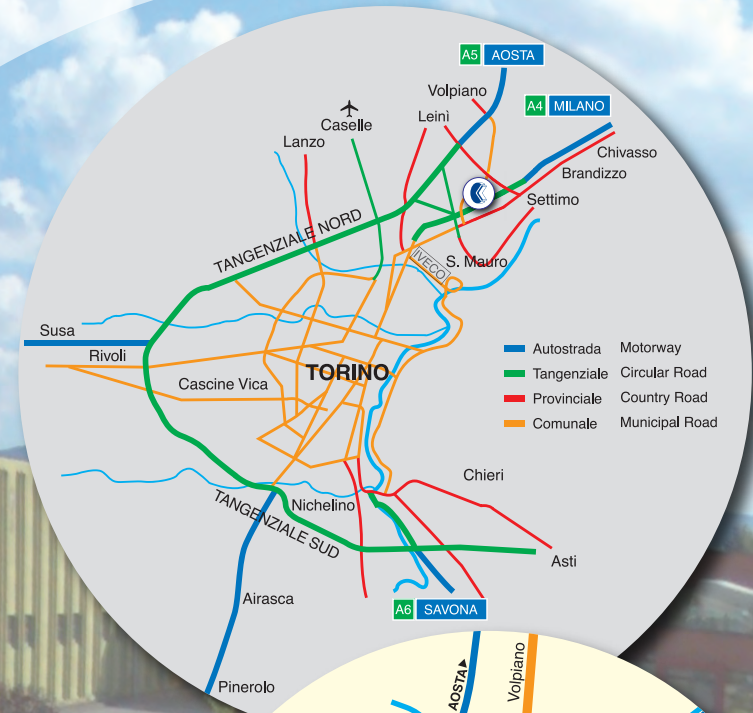 A5 AOSTA
Volpiano
A4 MILANO
Leinì
Caselle
Lanzo
Chivasso
Brandizzo
Settimo
TANGENZIALE NORD
IVECO
S. Mauro
Susa
Rivoli
Cascine Vica
TORINO
Autostrada Motorway
Tangenziale Circular Road
Provinciale Country Road
Comunale Municipal Road
Chieri
Nichelino
TANGENZIALE SUD
Asti
Airasca
A6 SAVONA
Pinerolo
AOSTA
Volpiano